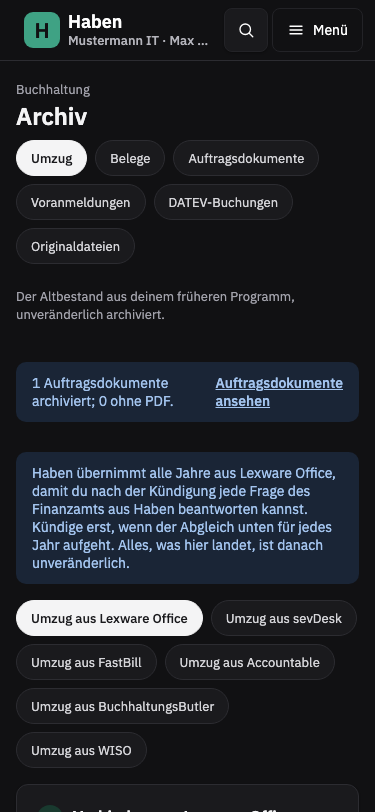 H
Haben
Mustermann IT · Max ...
Menü
Buchhaltung
Archiv
Umzug
Belege
Auftragsdokumente
Voranmeldungen
DATEV-Buchungen
Originaldateien
Der Altbestand aus deinem früheren Programm,
unveränderlich archiviert.
1 Auftragsdokumente
archiviert; 0 ohne PDF.
Auftragsdokumente
ansehen
Haben übernimmt alle Jahre aus Lexware Office,
damit du nach der Kündigung jede Frage des
Finanzamts aus Haben beantworten kannst.
Kündige erst, wenn der Abgleich unten für jedes
Jahr aufgeht. Alles, was hier landet, ist danach
unveränderlich.
Umzug aus Lexware Office
Umzug aus sevDesk
Umzug aus FastBill
Umzug aus Accountable
Umzug aus BuchhaltungsButler
Umzug aus WISO